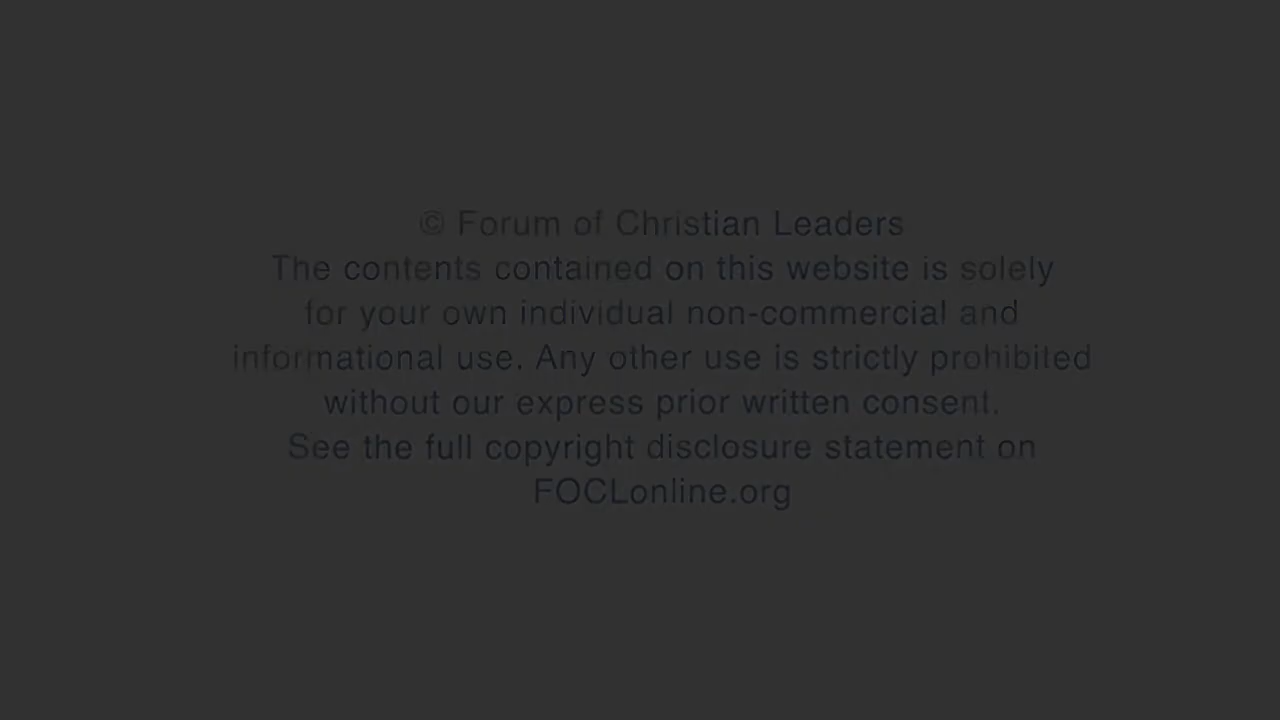 © Forum of Christian Leaders
The contents contained on this website is solely
for your own individual non-commercial and
informational use. Any other use is strictly prohibited
without our express prior written consent.
See the full copyright disclosure statement on
FOCLonline.org